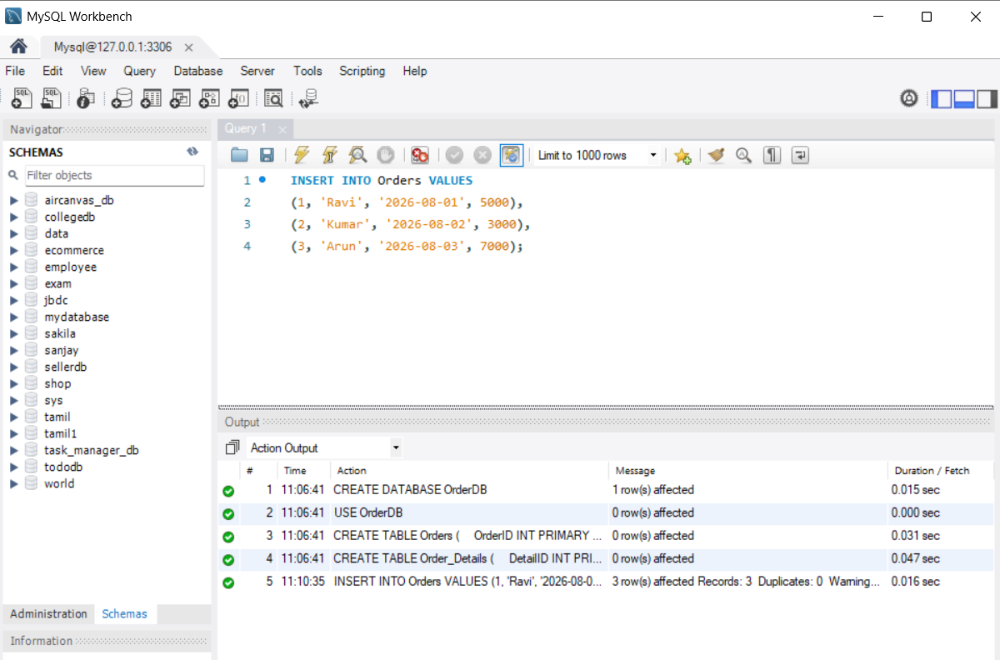 MySQL Workbench
Mysql@127.0.0.1:3306
File Edit View Query Database Server Tools Scripting Help
Navigator
SCHEMAS
Filter objects
aircanvas_db
collegedb
data
ecommerce
employee
exam
jbdc
mydatabase
sakila
sanjay
sellerdb
shop
sys
tamil
tamil1
task_manager_db
tododb
world
Administration Schemas
Information
Query 1
Limit to 1000 rows
1 INSERT INTO Orders VALUES
2 (1, 'Ravi', '2026-08-01', 5000),
3 (2, 'Kumar', '2026-08-02', 3000),
4 (3, 'Arun', '2026-08-03', 7000);
Output
Action Output
# Time Action Message Duration / Fetch
1 11:06:41 CREATE DATABASE OrderDB 1 row(s) affected 0.015 sec
2 11:06:41 USE OrderDB 0 row(s) affected 0.000 sec
3 11:06:41 CREATE TABLE Orders ( OrderID INT PRIMARY ... 0 row(s) affected 0.031 sec
4 11:06:41 CREATE TABLE Order_Details ( DetailID INT PRI... 0 row(s) affected 0.047 sec
5 11:10:35 INSERT INTO Orders VALUES (1, 'Ravi', '2026-08-0... 3 row(s) affected Records: 3 Duplicates: 0 Warning... 0.016 sec